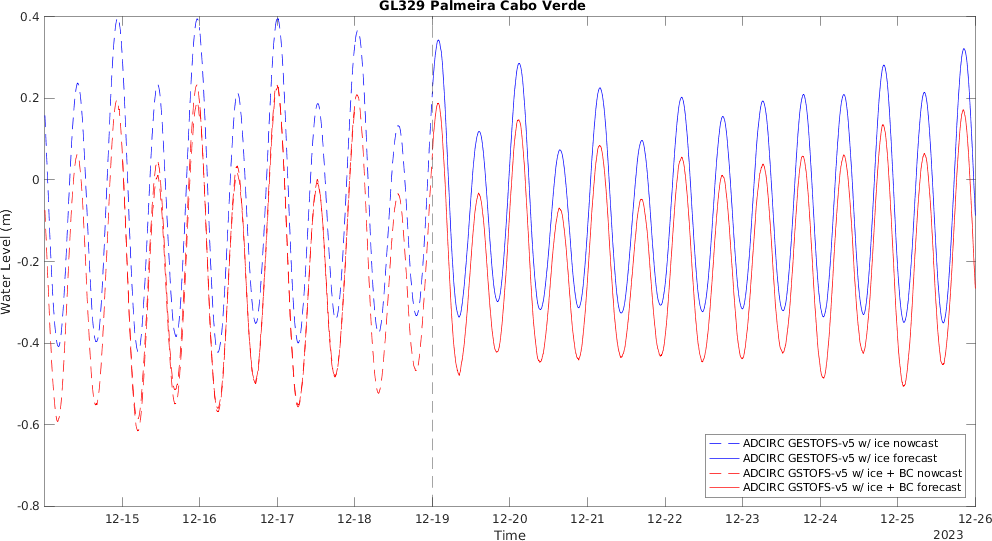 GL329 Palmeira Cabo Verde
0.4
0.2
0
-0.2
-0.4
-0.6
-0.8
Water Level (m)
12-15 12-16 12-17 12-18 12-19 12-20 12-21 12-22 12-23 12-24 12-25 12-26
Time
2023
ADCIRC GESTOFS-v5 w/ ice nowcast
ADCIRC GESTOFS-v5 w/ ice forecast
ADCIRC GSTOFS-v5 w/ ice + BC nowcast
ADCIRC GSTOFS-v5 w/ ice + BC forecast